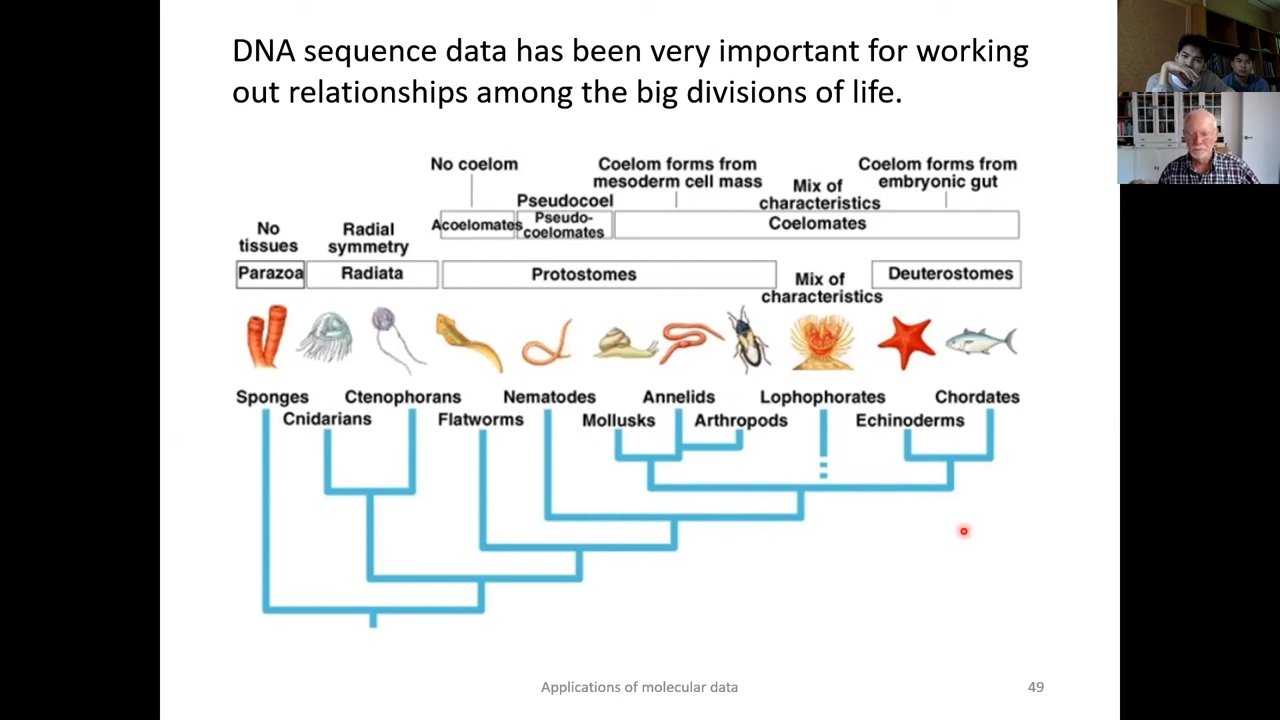 DNA sequence data has been very important for working
out relationships among the big divisions of life.
No coelom
Coelom forms from
mesoderm cell mass
Coelom forms from
embryonic gut
Mix of
characteristics
Pseudocoel
Acoelomates
Pseudo-
coelomates
Coelomates
No
tissues
Radial
symmetry
Parazoa
Radiata
Protostomes
Mix of
characteristics
Deuterostomes
Sponges
Cnidarians
Ctenophorans
Flatworms
Nematodes
Mollusks
Annelids
Arthropods
Lophophorates
Echinoderms
Chordates
Applications of molecular data
49